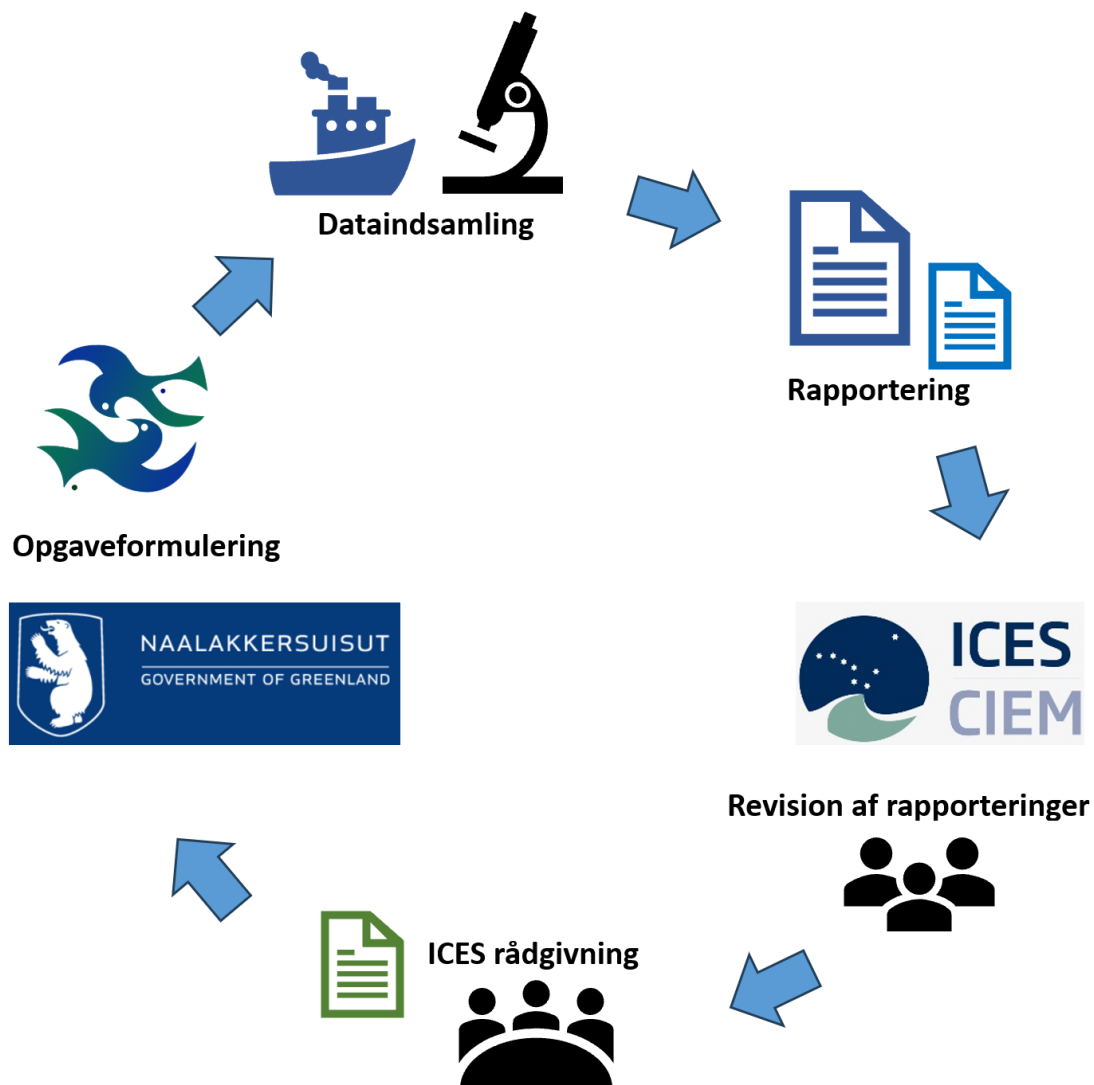 Dataindsamling
Rapportering
Opgaveformulering
NAALAKKERSUISUT
GOVERNMENT OF GREENLAND
ICES
CIEM
Revision af rapporteringer
ICES rådgivning